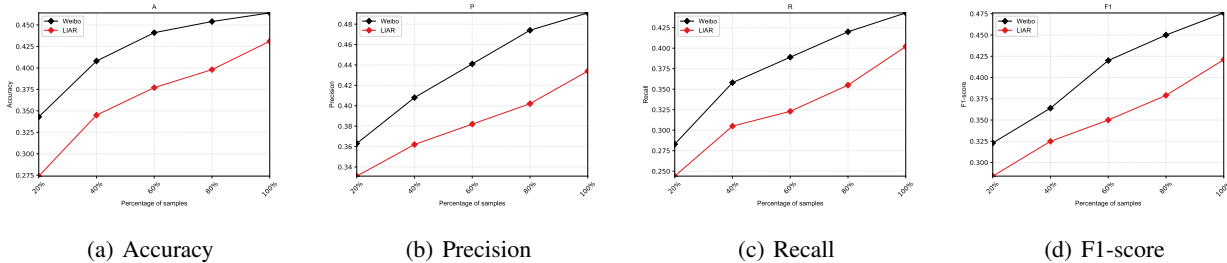 A
Weibo
LIAR
0.450
0.425
0.400
0.375
0.350
0.325
0.300
0.275
Accuracy
20%
40%
60%
80%
100%
Percentage of samples
(a) Accuracy
P
Weibo
LIAR
0.48
0.46
0.44
0.42
0.40
0.38
0.36
0.34
Precision
20%
40%
60%
80%
100%
Percentage of samples
(b) Precision
R
Weibo
LIAR
0.425
0.400
0.375
0.350
0.325
0.300
0.275
0.250
Recall
20%
40%
60%
80%
100%
Percentage of samples
(c) Recall
F1
Weibo
LIAR
0.475
0.450
0.425
0.400
0.375
0.350
0.325
0.300
F1-score
20%
40%
60%
80%
100%
Percentage of samples
(d) F1-score